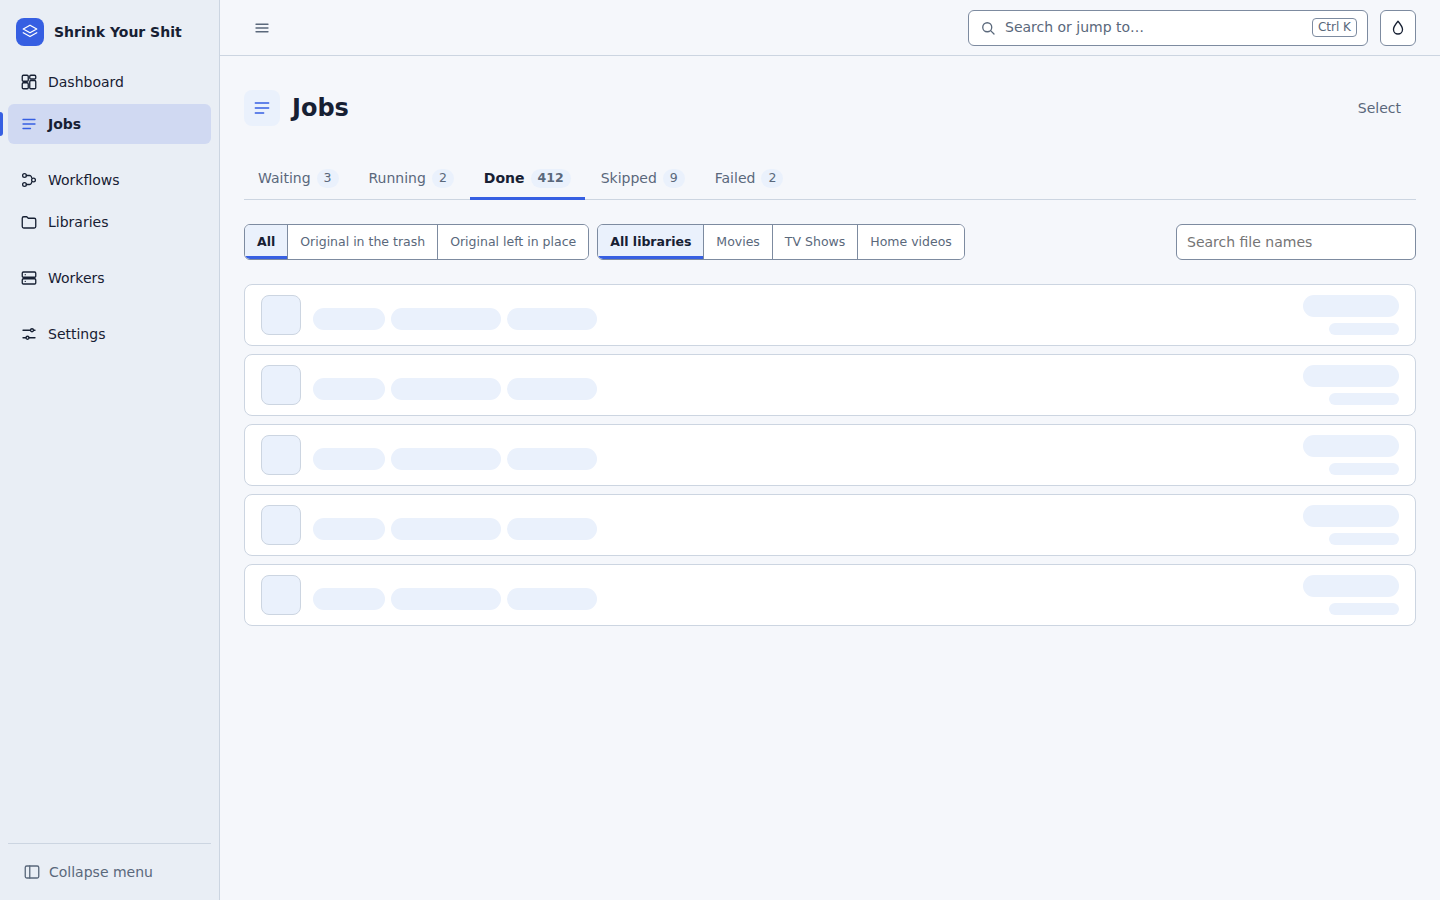 Shrink Your Shit
Dashboard
Jobs
Workflows
Libraries
Workers
Settings
Collapse menu
Search or jump to…
Ctrl K
Jobs
Select
Waiting 3
Running 2
Done 412
Skipped 9
Failed 2
All
Original in the trash
Original left in place
All libraries
Movies
TV Shows
Home videos
Search file names